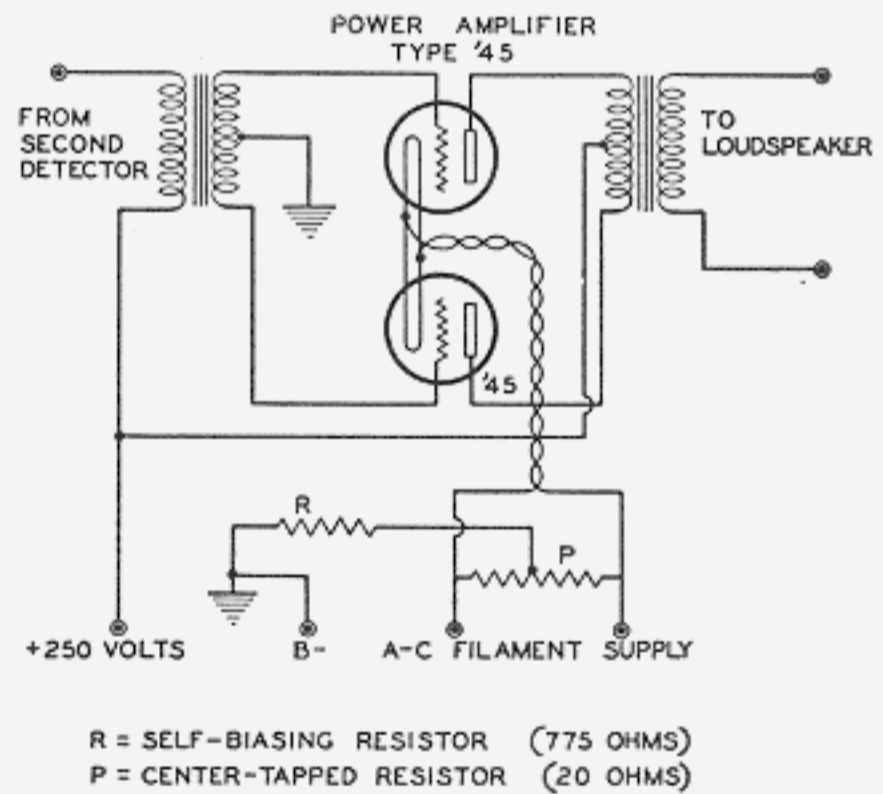 POWER AMPLIFIER
TYPE '45
FROM
SECOND
DETECTOR
TO
LOUDSPEAKER
'45
R
P
+250 VOLTS
B-
A-C FILAMENT SUPPLY
R = SELF-BIASING RESISTOR (775 OHMS)
P = CENTER-TAPPED RESISTOR (20 OHMS)